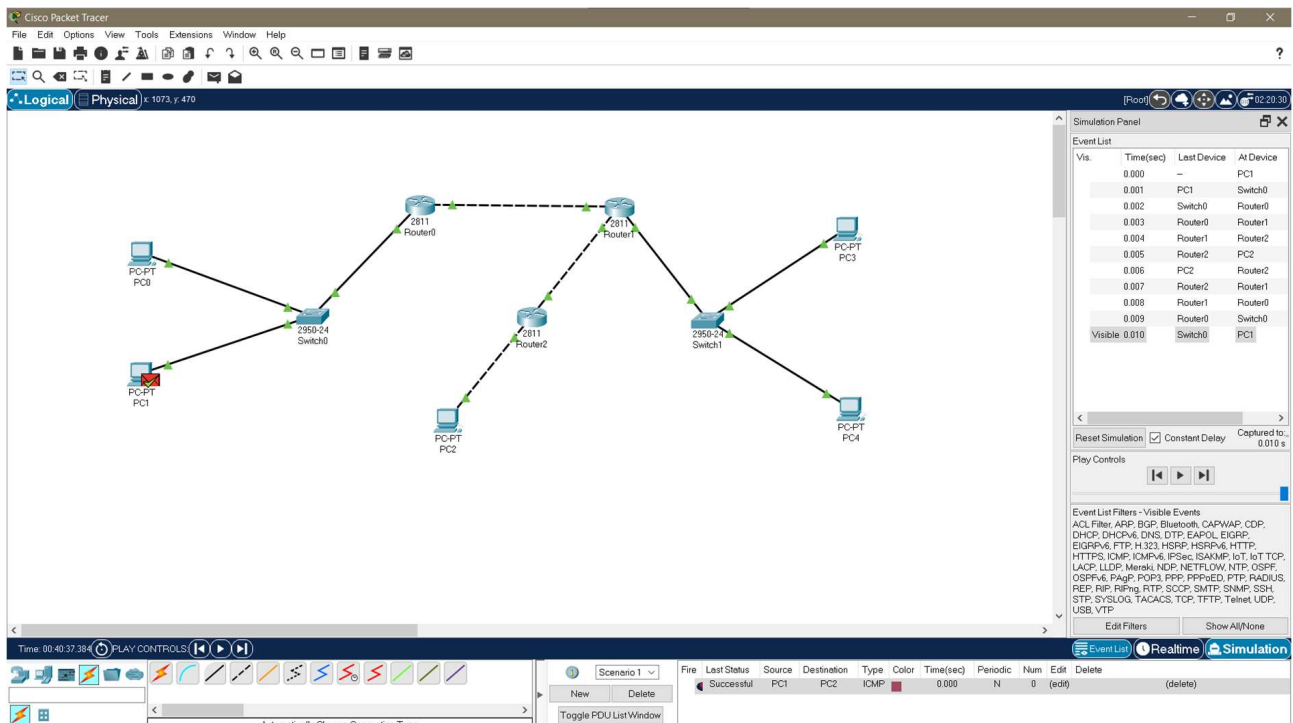 Cisco Packet Tracer
File Edit Options View Tools Extensions Window Help
?
Logical Physical x: 1073, y: 470
[Root] 02:20:30
2811
Router0
2811
Router1
PC-PT
PC0
PC-PT
PC3
2950-24
Switch0
2811
Router2
2950-24
Switch1
PC-PT
PC1
PC-PT
PC2
PC-PT
PC4
Simulation Panel
Event List
Vis. Time(sec) Last Device At Device
0.000 -- PC1
0.001 PC1 Switch0
0.002 Switch0 Router0
0.003 Router0 Router1
0.004 Router1 Router2
0.005 Router2 PC2
0.006 PC2 Router2
0.007 Router2 Router1
0.008 Router1 Router0
0.009 Router0 Switch0
Visible 0.010 Switch0 PC1
Reset Simulation Constant Delay Captured to:
0.010 s
Play Controls
Event List Filters - Visible Events
ACL Filter, ARP, BGP, Bluetooth, CAPWAP, CDP,
DHCP, DHCPv6, DNS, DTP, EAPOL, EIGRP,
EIGRPv6, FTP, H.323, HSRP, HSRPv6, HTTP,
HTTPS, ICMP, ICMPv6, IPSec, ISAKMP, IoT, IoT TCP,
LACP, LLDP, Meraki, NDP, NETFLOW, NTP, OSPF,
OSPFv6, PAgP, POP3, PPP, PPPoED, PTP, RADIUS,
REP, RIP, RIPng, RTP, SCCP, SMTP, SNMP, SSH,
STP, SYSLOG, TACACS, TCP, TFTP, Telnet, UDP,
USB, VTP
Edit Filters Show All/None
Time: 00:40:37.384 PLAY CONTROLS:
Event List Realtime Simulation
Scenario 1
New Delete
Toggle PDU List Window
Fire Last Status Source Destination Type Color Time(sec) Periodic Num Edit Delete
Successful PC1 PC2 ICMP 0.000 N 0 (edit) (delete)
Automatically Choose Connection Type